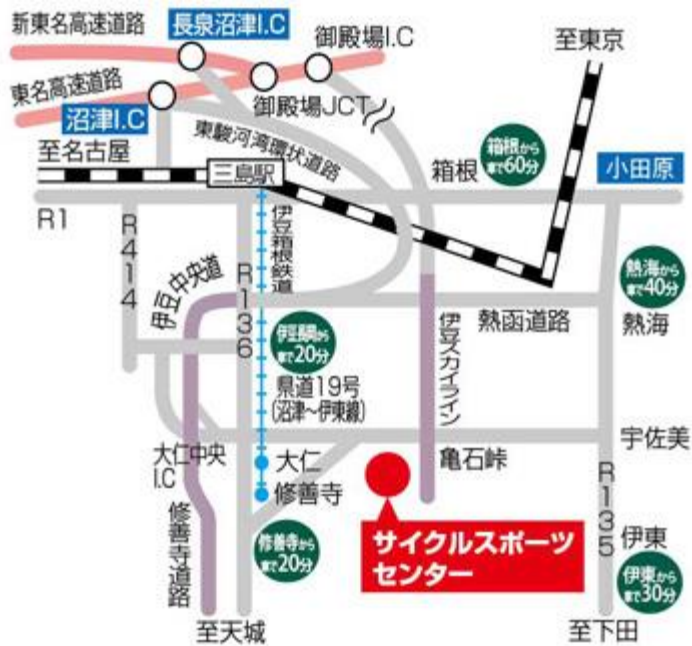 新東名高速道路
長泉沼津I.C
御殿場I.C
至東京
東名高速道路
沼津I.C
御殿場JCT
東駿河湾環状道路
至名古屋
三島駅
箱根
箱根から
車で60分
小田原
R1
R414
伊豆中央道
R136
伊豆箱根鉄道
伊豆スカイライン
熱函道路
熱海から
車で40分
熱海
伊豆長岡から
車で20分
県道19号
(沼津〜伊東線)
宇佐美
大仁中央
I.C
大仁
修善寺
亀石峠
R135
修善寺道路
修善寺から
車で20分
サイクルスポーツ
センター
伊東
伊東から
車で30分
至天城
至下田